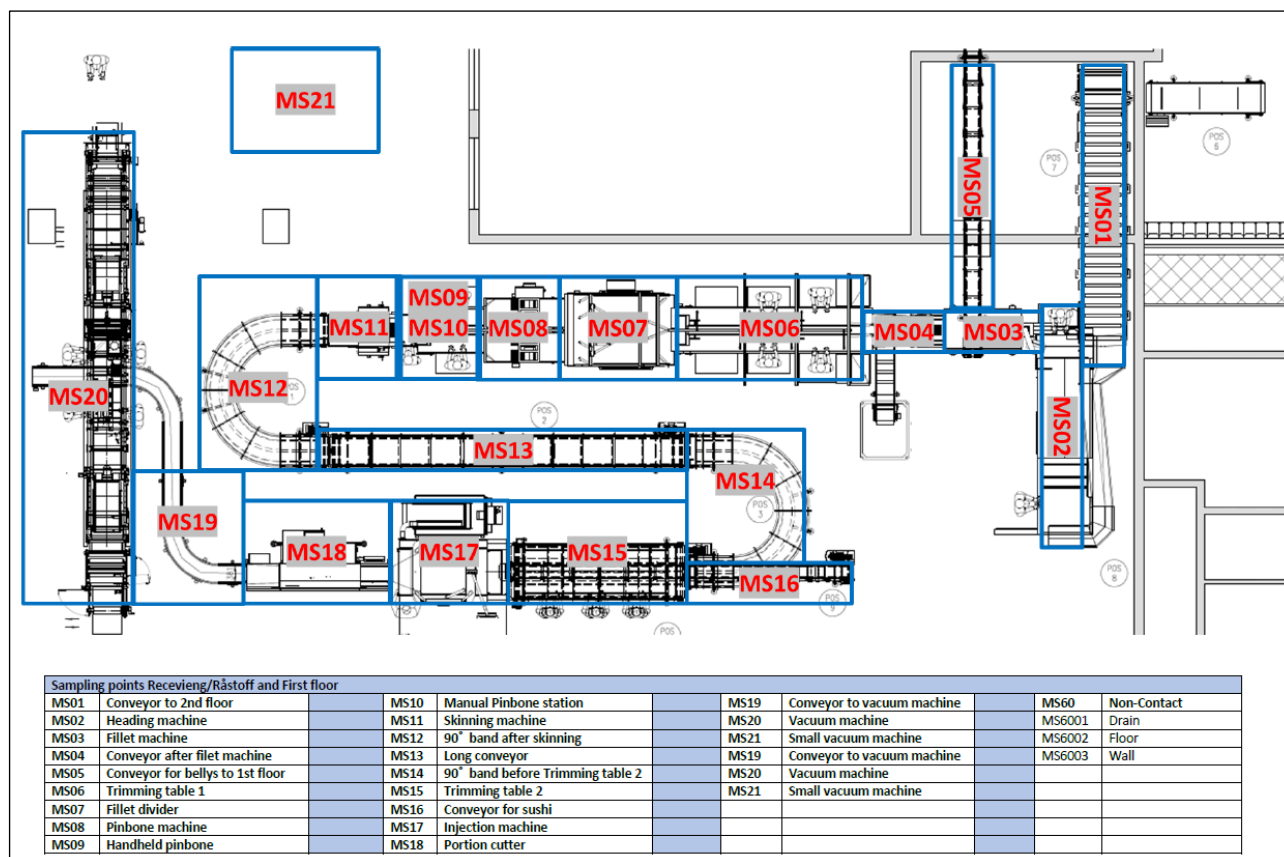 MS21
POS 6
POS 7
MS05
MS01
MS09
MS11
MS10
MS08
MS07
MS06
MS04
MS03
MS12
1
MS20
POS 2
MS02
MS13
MS14
POS 3
MS19
MS18
MS17
MS15
MS16
POS 8
POS 9
POS
Sampling points Recevieng/Råstoff and First floor
MS01 Conveyor to 2nd floor MS10 Manual Pinbone station MS19 Conveyor to vacuum machine MS60 Non-Contact
MS02 Heading machine MS11 Skinning machine MS20 Vacuum machine MS6001 Drain
MS03 Fillet machine MS12 90° band after skinning MS21 Small vacuum machine MS6002 Floor
MS04 Conveyor after filet machine MS13 Long conveyor MS19 Conveyor to vacuum machine MS6003 Wall
MS05 Conveyor for bellys to 1st floor MS14 90° band before Trimming table 2 MS20 Vacuum machine
MS06 Trimming table 1 MS15 Trimming table 2 MS21 Small vacuum machine
MS07 Fillet divider MS16 Conveyor for sushi
MS08 Pinbone machine MS17 Injection machine
MS09 Handheld pinbone MS18 Portion cutter